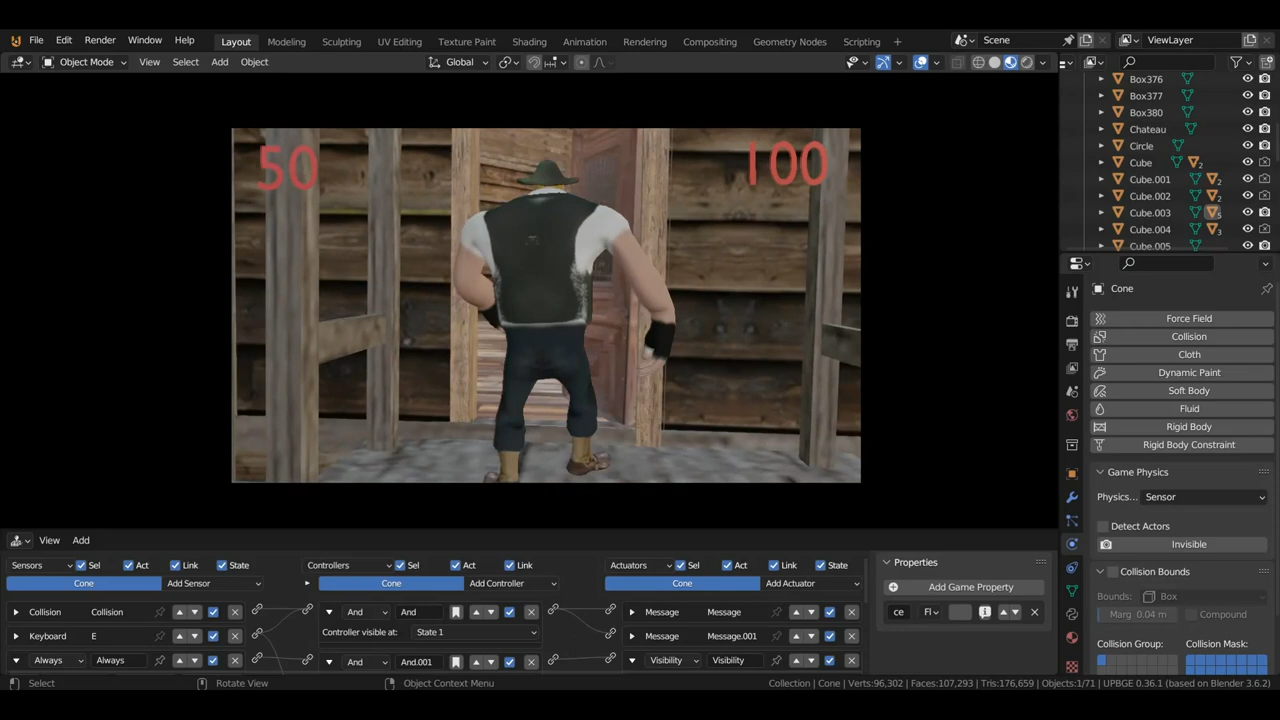 File Edit Render Window Help Layout Modeling Sculpting UV Editing Texture Paint Shading Animation Rendering Compositing Geometry Nodes Scripting + Scene ViewLayer
Object Mode View Select Add Object Global
Box376
Box377
Box380
Chateau
Circle
Cube 2
Cube.001 2
Cube.002 2
Cube.003 5
Cube.004 3
Cube.005
50 100
Cone
Force Field
Collision
Cloth
Dynamic Paint
Soft Body
Fluid
Rigid Body
Rigid Body Constraint
Game Physics
Physics... Sensor
Detect Actors
Invisible
Collision Bounds
Bounds: Box
Marg 0.04 m Compound
Collision Group: Collision Mask:
View Add
Sensors Sel Act Link State Controllers Sel Act Link Actuators Sel Act Link State
Cone Add Sensor Cone Add Controller Cone Add Actuator
Collision Collision And And Message Message
Keyboard E Controller visible at: State 1 Message Message.001
Always Always And And.001 Visibility Visibility
Properties
Add Game Property
ce Fl
Select Rotate View Object Context Menu Collection | Cone | Verts:96,302 | Faces:107,293 | Tris:176,659 | Objects:1/71 | UPBGE 0.36.1 (based on Blender 3.6.2)